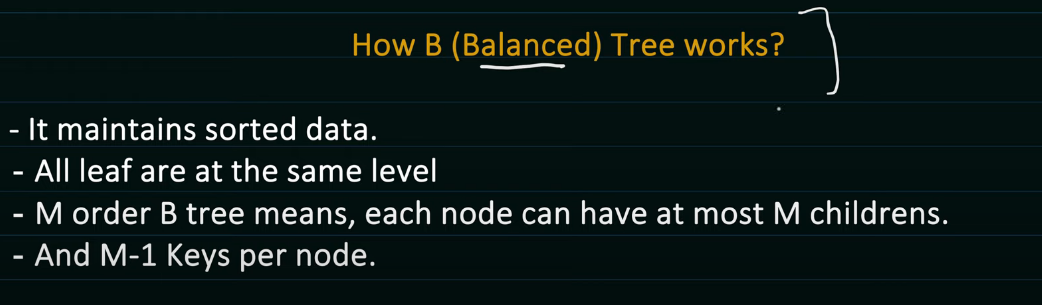 How B (Balanced) Tree works?
- It maintains sorted data.
- All leaf are at the same level
- M order B tree means, each node can have at most M childrens.
- And M-1 Keys per node.